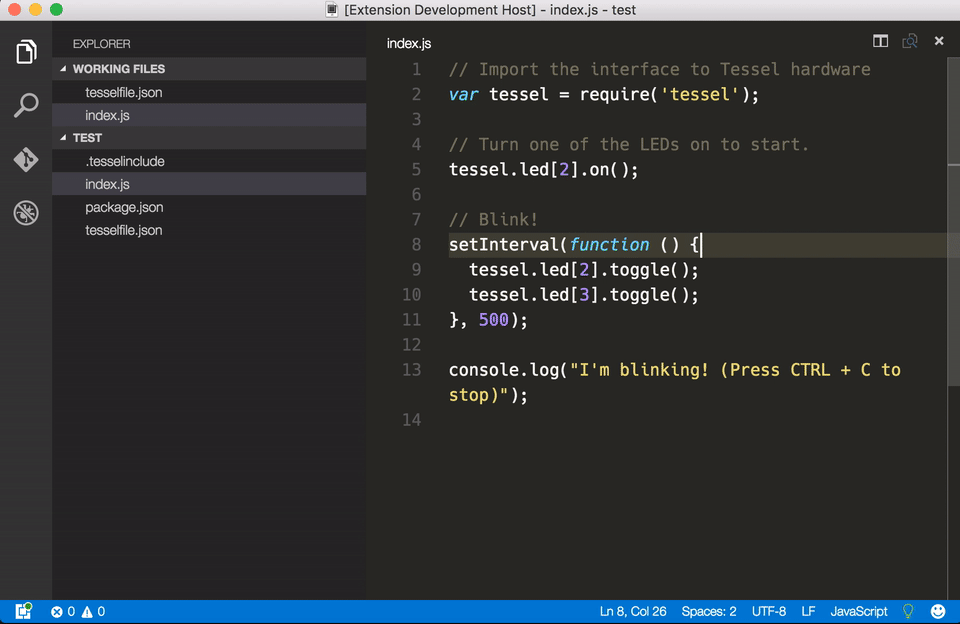 [Extension Development Host] - index.js - test
EXPLORER
WORKING FILES
tesselfile.json
index.js
TEST
.tesselinclude
index.js
package.json
tesselfile.json
index.js
1 // Import the interface to Tessel hardware
2 var tessel = require('tessel');
3
4 // Turn one of the LEDs on to start.
5 tessel.led[2].on();
6
7 // Blink!
8 setInterval(function () {
9 tessel.led[2].toggle();
10 tessel.led[3].toggle();
11 }, 500);
12
13 console.log("I'm blinking! (Press CTRL + C to
stop)");
14
0 0 Ln 8, Col 26 Spaces: 2 UTF-8 LF JavaScript